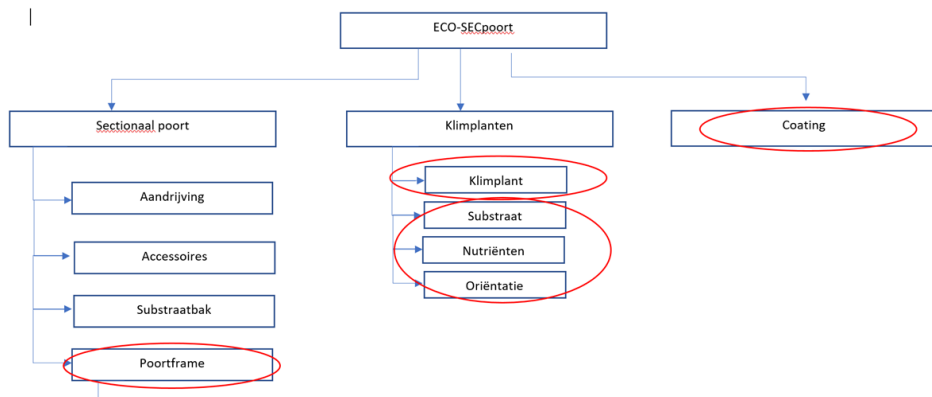 ECO-SECpoort
Sectionaal poort
Klimplanten
Coating
Aandrijving
Accessoires
Substraatbak
Poortframe
Klimplant
Substraat
Nutriënten
Oriëntatie